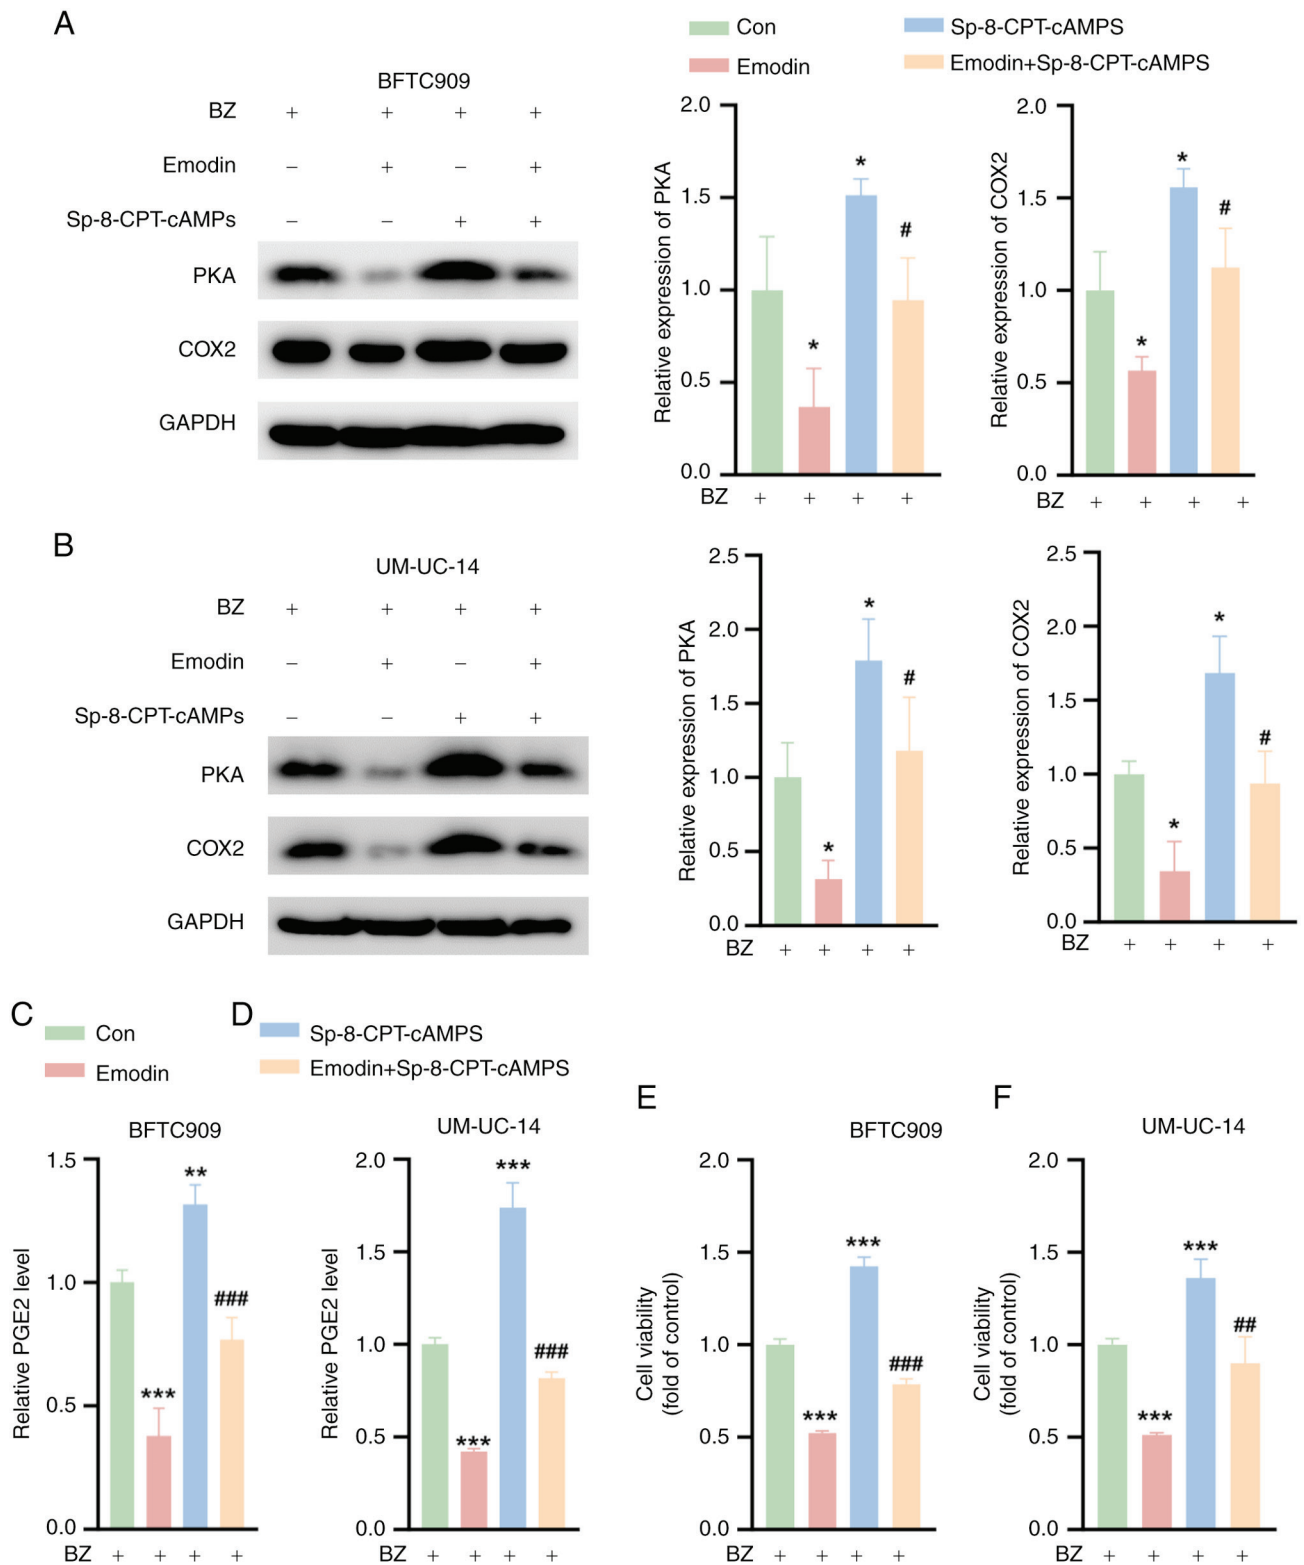 A
BFTC909
BZ + + + +
Emodin – + – +
Sp-8-CPT-cAMPs – – + +
PKA
COX2
GAPDH
Con
Emodin
Sp-8-CPT-cAMPS
Emodin+Sp-8-CPT-cAMPS
Relative expression of PKA
2.0
1.5
1.0
0.5
0.0
*
*
#
BZ + + + +
Relative expression of COX2
2.0
1.5
1.0
0.5
0.0
*
*
#
BZ + + + +
B
UM-UC-14
BZ + + + +
Emodin – + – +
Sp-8-CPT-cAMPs – – + +
PKA
COX2
GAPDH
Relative expression of PKA
2.5
2.0
1.5
1.0
0.5
0.0
*
*
#
BZ + + + +
Relative expression of COX2
2.5
2.0
1.5
1.0
0.5
0.0
*
*
#
BZ + + + +
C
D
Con
Emodin
Sp-8-CPT-cAMPS
Emodin+Sp-8-CPT-cAMPS
BFTC909
Relative PGE2 level
1.5
1.0
0.5
0.0
***
**
###
BZ + + + +
UM-UC-14
Relative PGE2 level
2.0
1.5
1.0
0.5
0.0
***
***
###
BZ + + + +
E
BFTC909
Cell viability
(fold of control)
2.0
1.5
1.0
0.5
0.0
***
***
###
BZ + + + +
F
UM-UC-14
Cell viability
(fold of control)
2.0
1.5
1.0
0.5
0.0
***
***
##
BZ + + + +